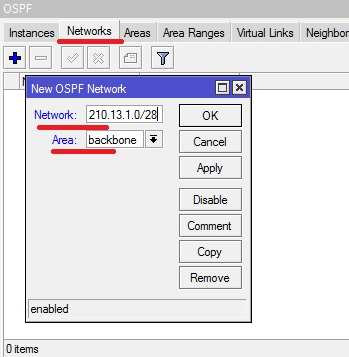 OSPF
Instances Networks Areas Area Ranges Virtual Links Neighbor
New OSPF Network
Network: 210.13.1.0/28
OK
Area: backbone
Cancel
Apply
Disable
Comment
Copy
Remove
enabled
0 items